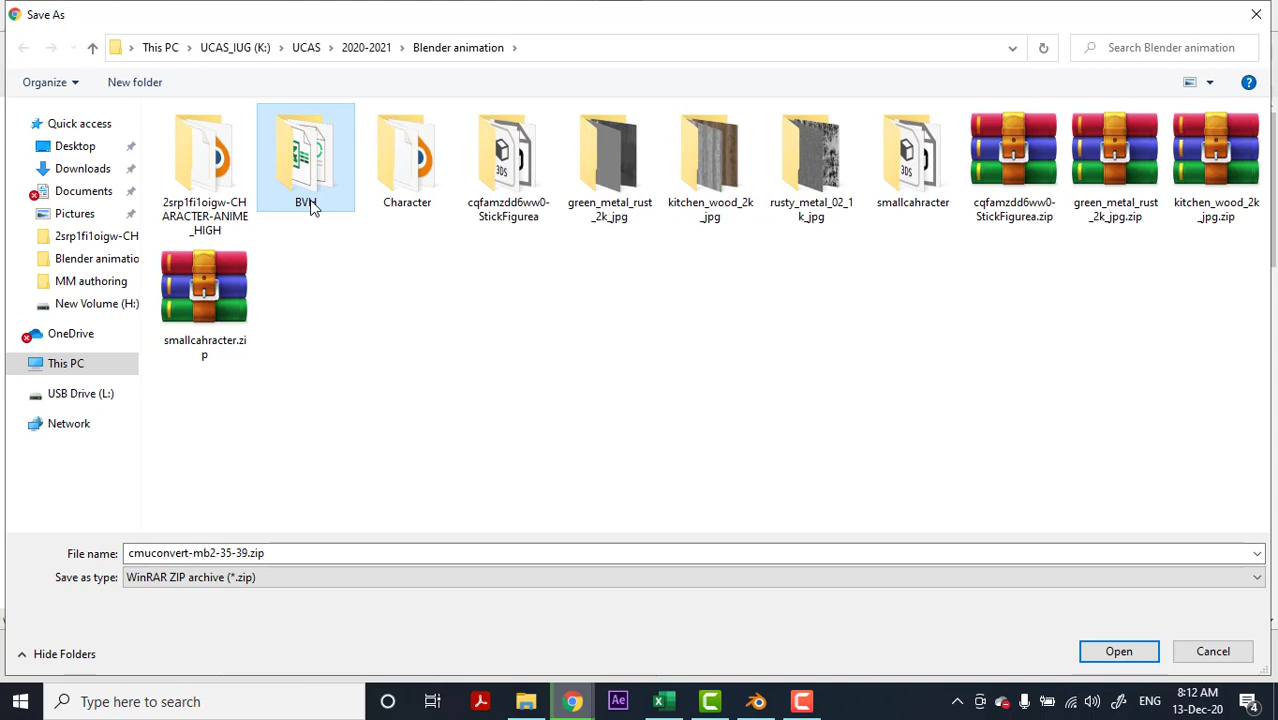 Save As
This PC
UCAS_IUG (K:)
UCAS
2020-2021
Blender animation
Search Blender animation
Organize
New folder
?
Quick access
Desktop
Downloads
Documents
Pictures
2srp1fi1oigw-CH
Blender animatio
MM authoring
New Volume (H:)
OneDrive
This PC
USB Drive (L:)
Network
2srp1fi1oigw-CH
ARACTER-ANIME
_HIGH
BVH
Character
3DS
cqfamzdd6ww0-
StickFigurea
green_metal_rust
_2k_jpg
kitchen_wood_2k
_jpg
rusty_metal_02_1
k_jpg
3DS
smallcahracter
cqfamzdd6ww0-
StickFigurea.zip
green_metal_rust
_2k_jpg.zip
kitchen_wood_2k
_jpg.zip
smallcahracter.zi
p
File name:
cmuconvert-mb2-35-39.zip
Save as type:
WinRAR ZIP archive (*.zip)
Hide Folders
Open
Cancel
Type here to search
Ae
ENG
8:12 AM
13-Dec-20
4